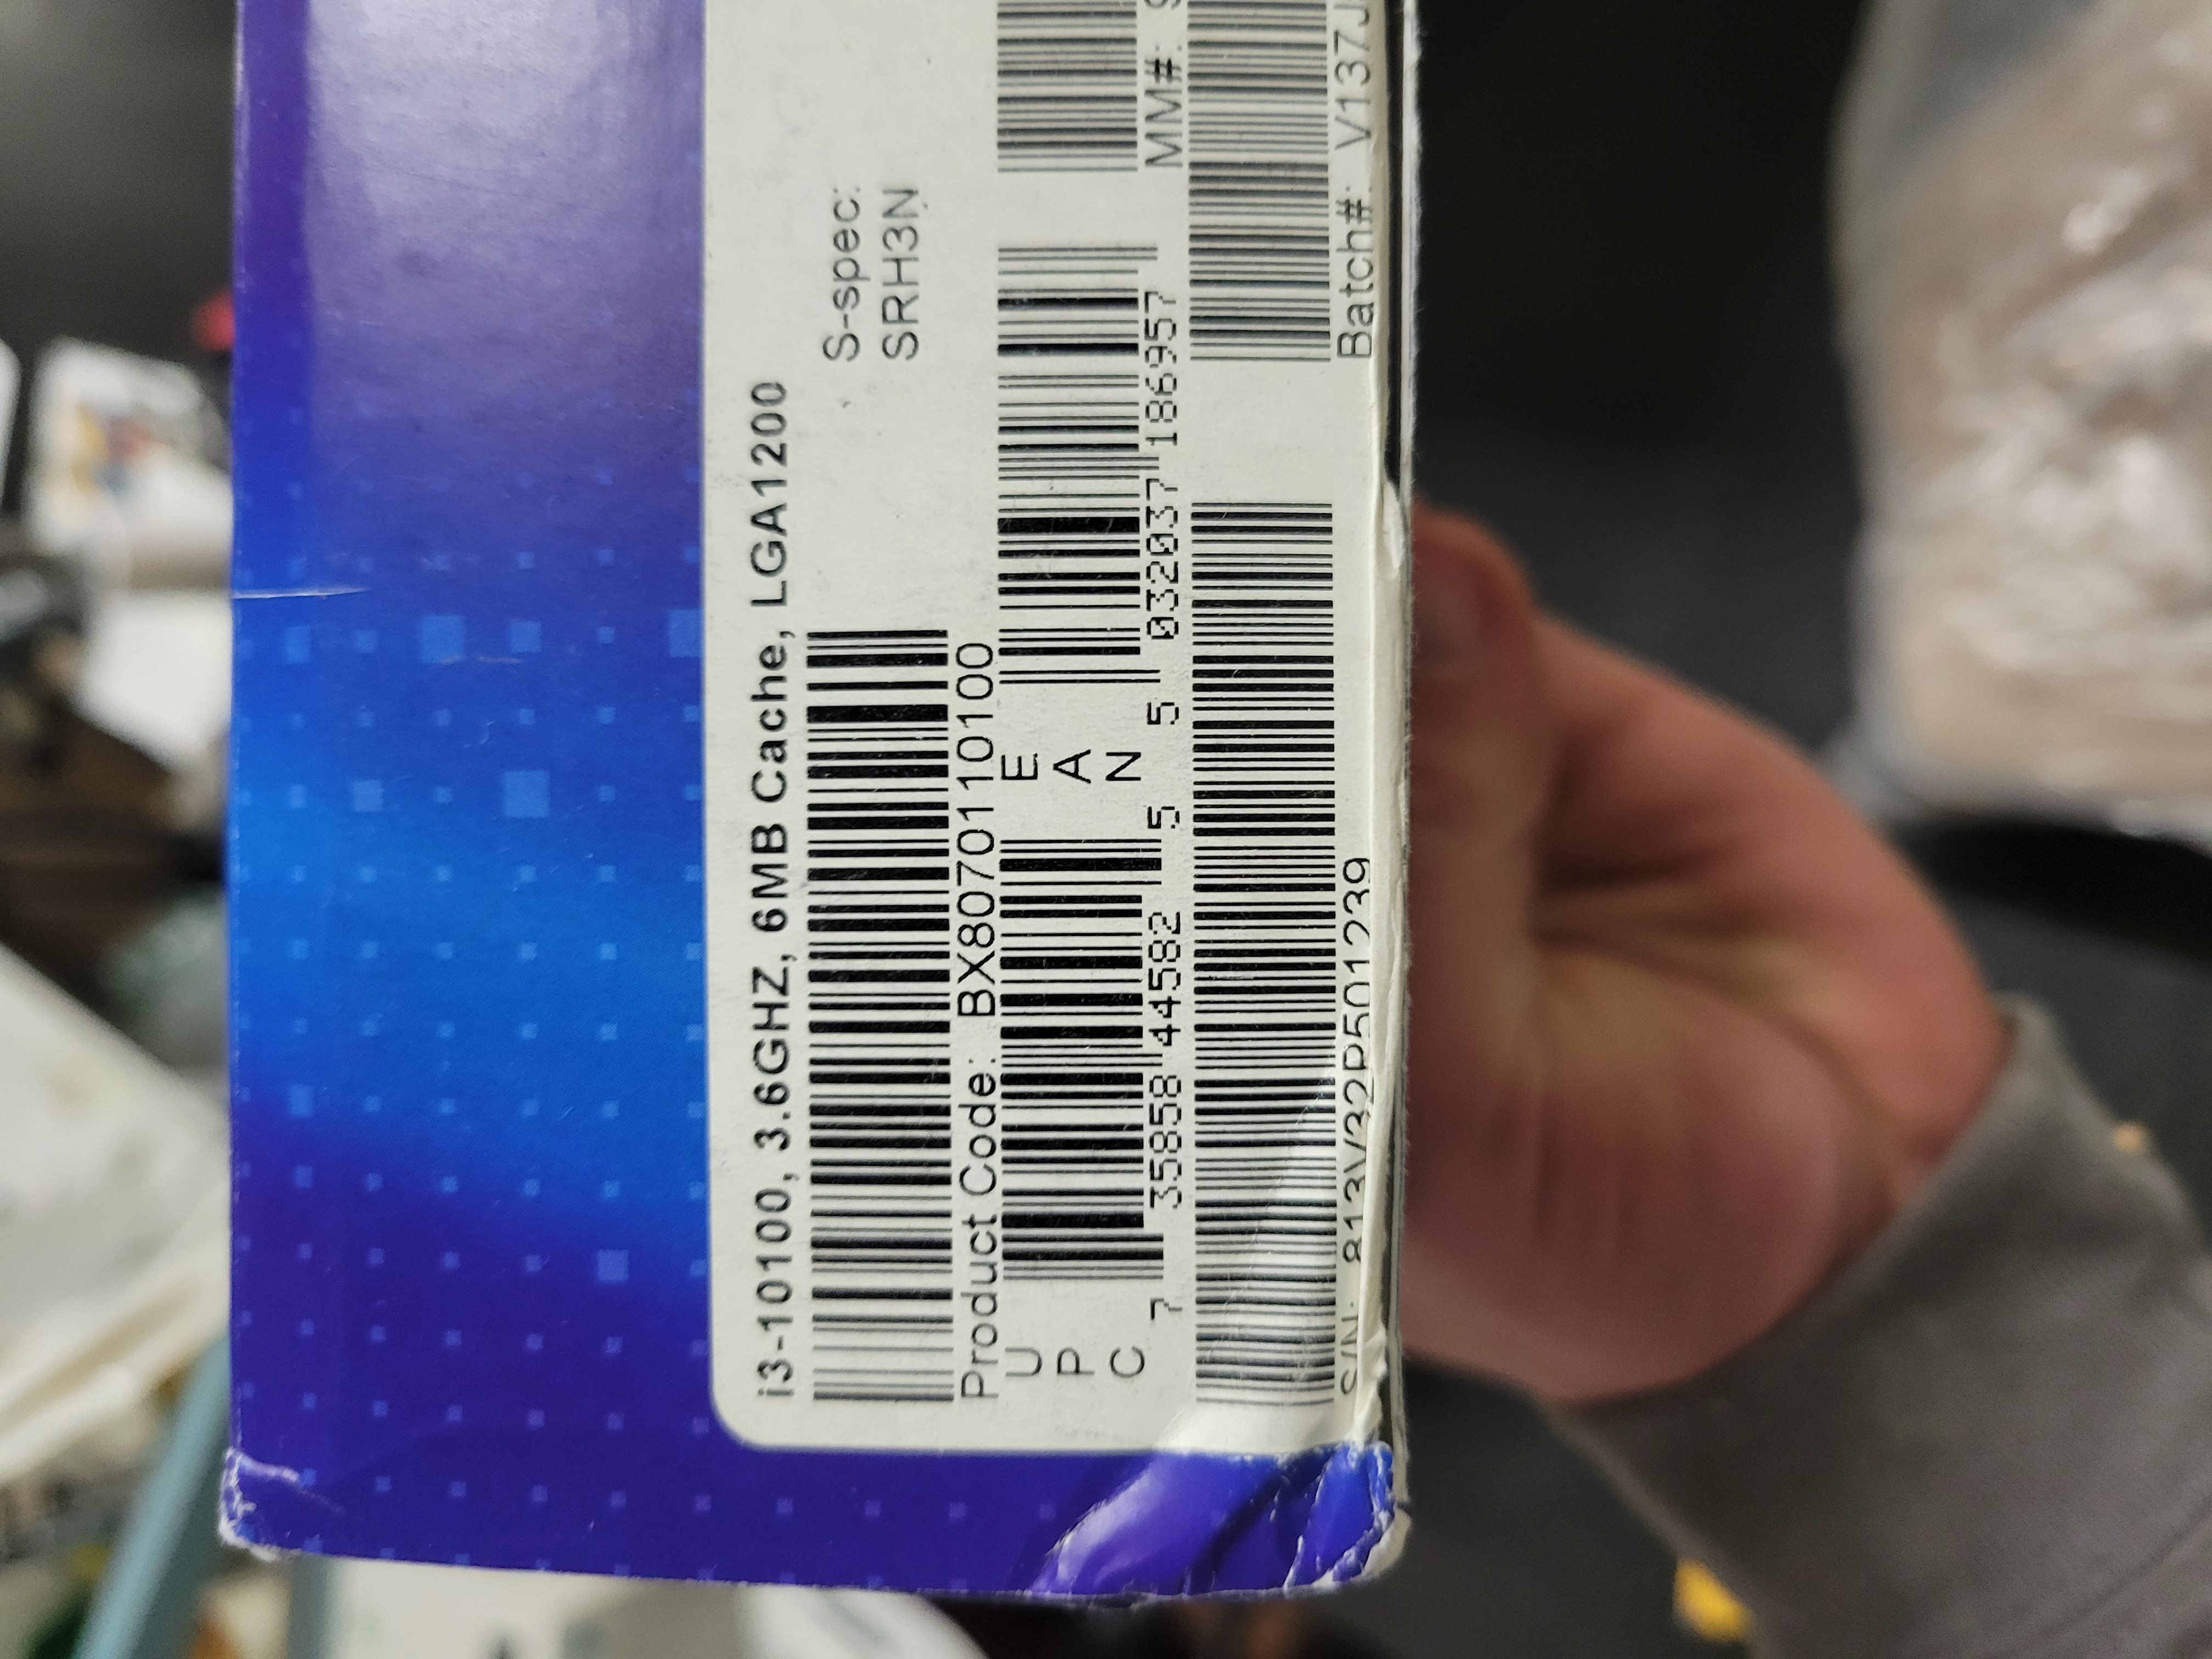 i3-10100, 3.6GHZ, 6MB Cache, LGA1200
S-spec:
SRH3N
Product Code: BX8070110100
UPC
7 35858 44582 5
EAN
5 032037 186957
MM#:
S/N:
Batch#: V137J